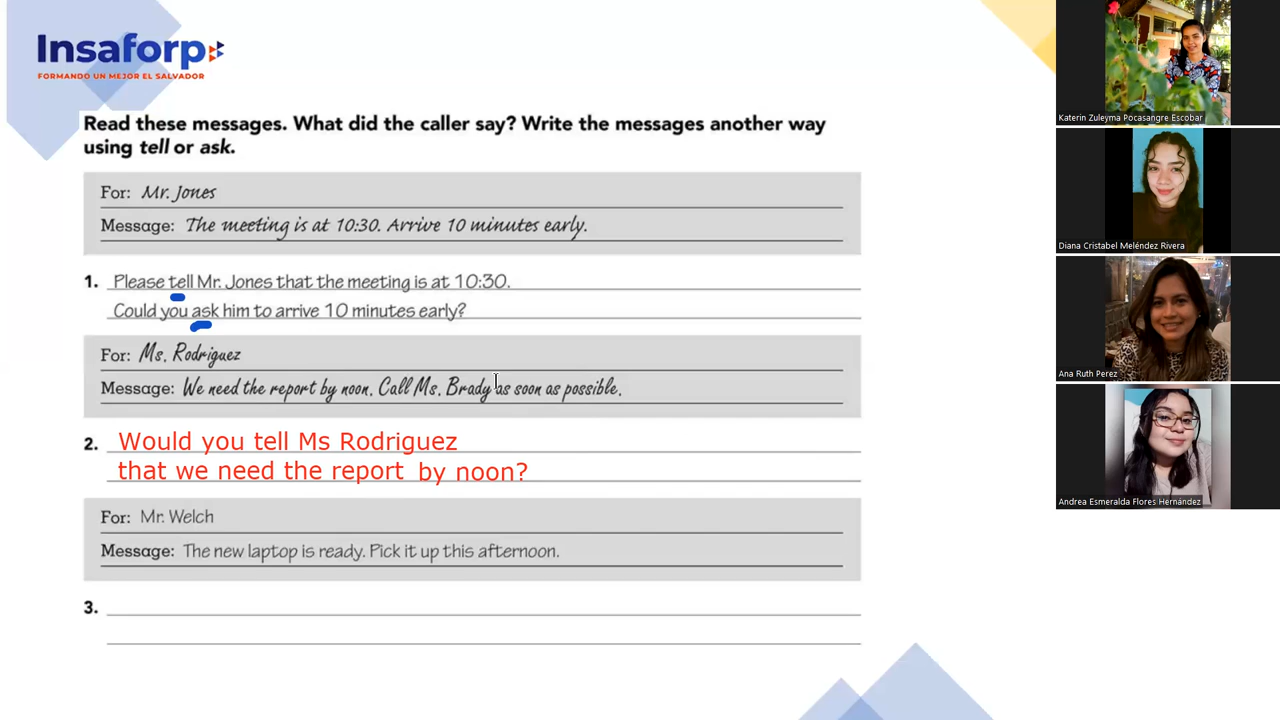 Insaforp
FORMANDO UN MEJOR EL SALVADOR
Read these messages. What did the caller say? Write the messages another way
using tell or ask.
For: Mr. Jones
Message: The meeting is at 10:30. Arrive 10 minutes early.
1. Please tell Mr. Jones that the meeting is at 10:30.
Could you ask him to arrive 10 minutes early?
For: Ms. Rodriguez
Message: We need the report by noon. Call Ms. Brady as soon as possible.
2. Would you tell Ms Rodriguez
that we need the report by noon?
For: Mr. Welch
Message: The new laptop is ready. Pick it up this afternoon.
3.
Katerin Zuleyma Pocasangre Escobar
Diana Cristabel Meléndez Rivera
Ana Ruth Perez
Andrea Esmeralda Flores Hernández